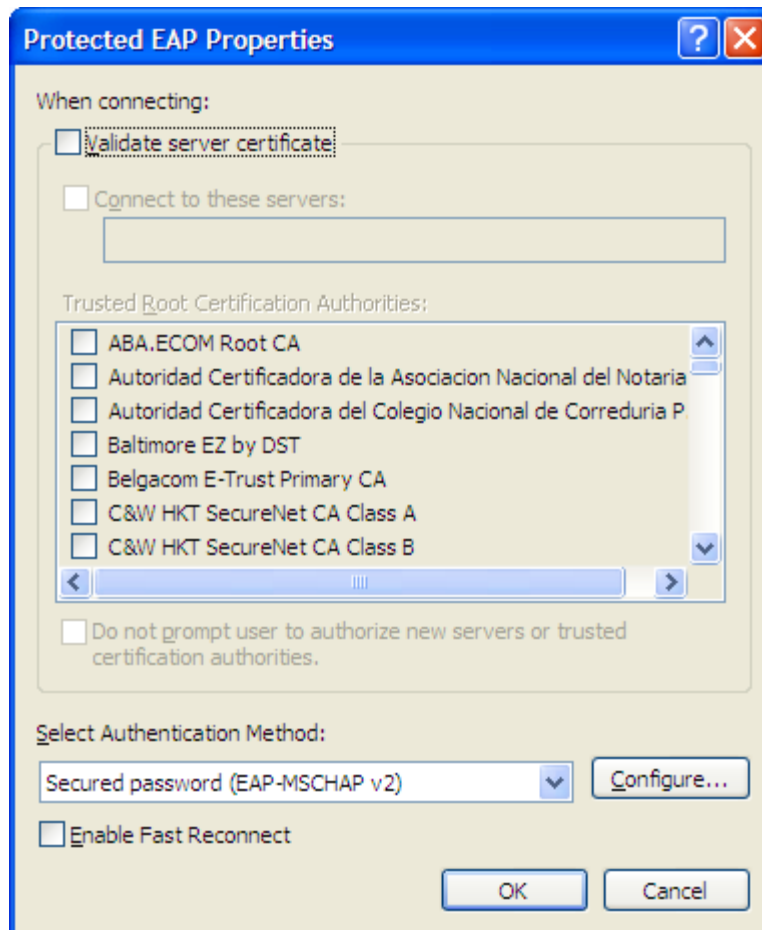 Protected EAP Properties
When connecting:
Validate server certificate
Connect to these servers:
Trusted Root Certification Authorities:
ABA.ECOM Root CA
Autoridad Certificadora de la Asociacion Nacional del Notaria
Autoridad Certificadora del Colegio Nacional de Correduria P.
Baltimore EZ by DST
Belgacom E-Trust Primary CA
C&W HKT SecureNet CA Class A
C&W HKT SecureNet CA Class B
Do not prompt user to authorize new servers or trusted
certification authorities.
Select Authentication Method:
Secured password (EAP-MSCHAP v2)
Configure...
Enable Fast Reconnect
OK Cancel